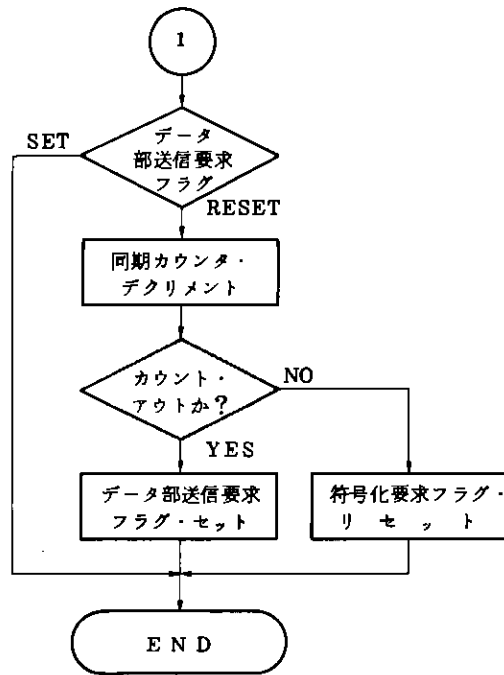 1
データ
部送信要求
フラグ
SET
RESET
同期カウンタ・
デクリメント
カウント・
アウトか?
NO
YES
データ部送信要求
フラグ・セット
符号化要求フラグ・
リセット
END